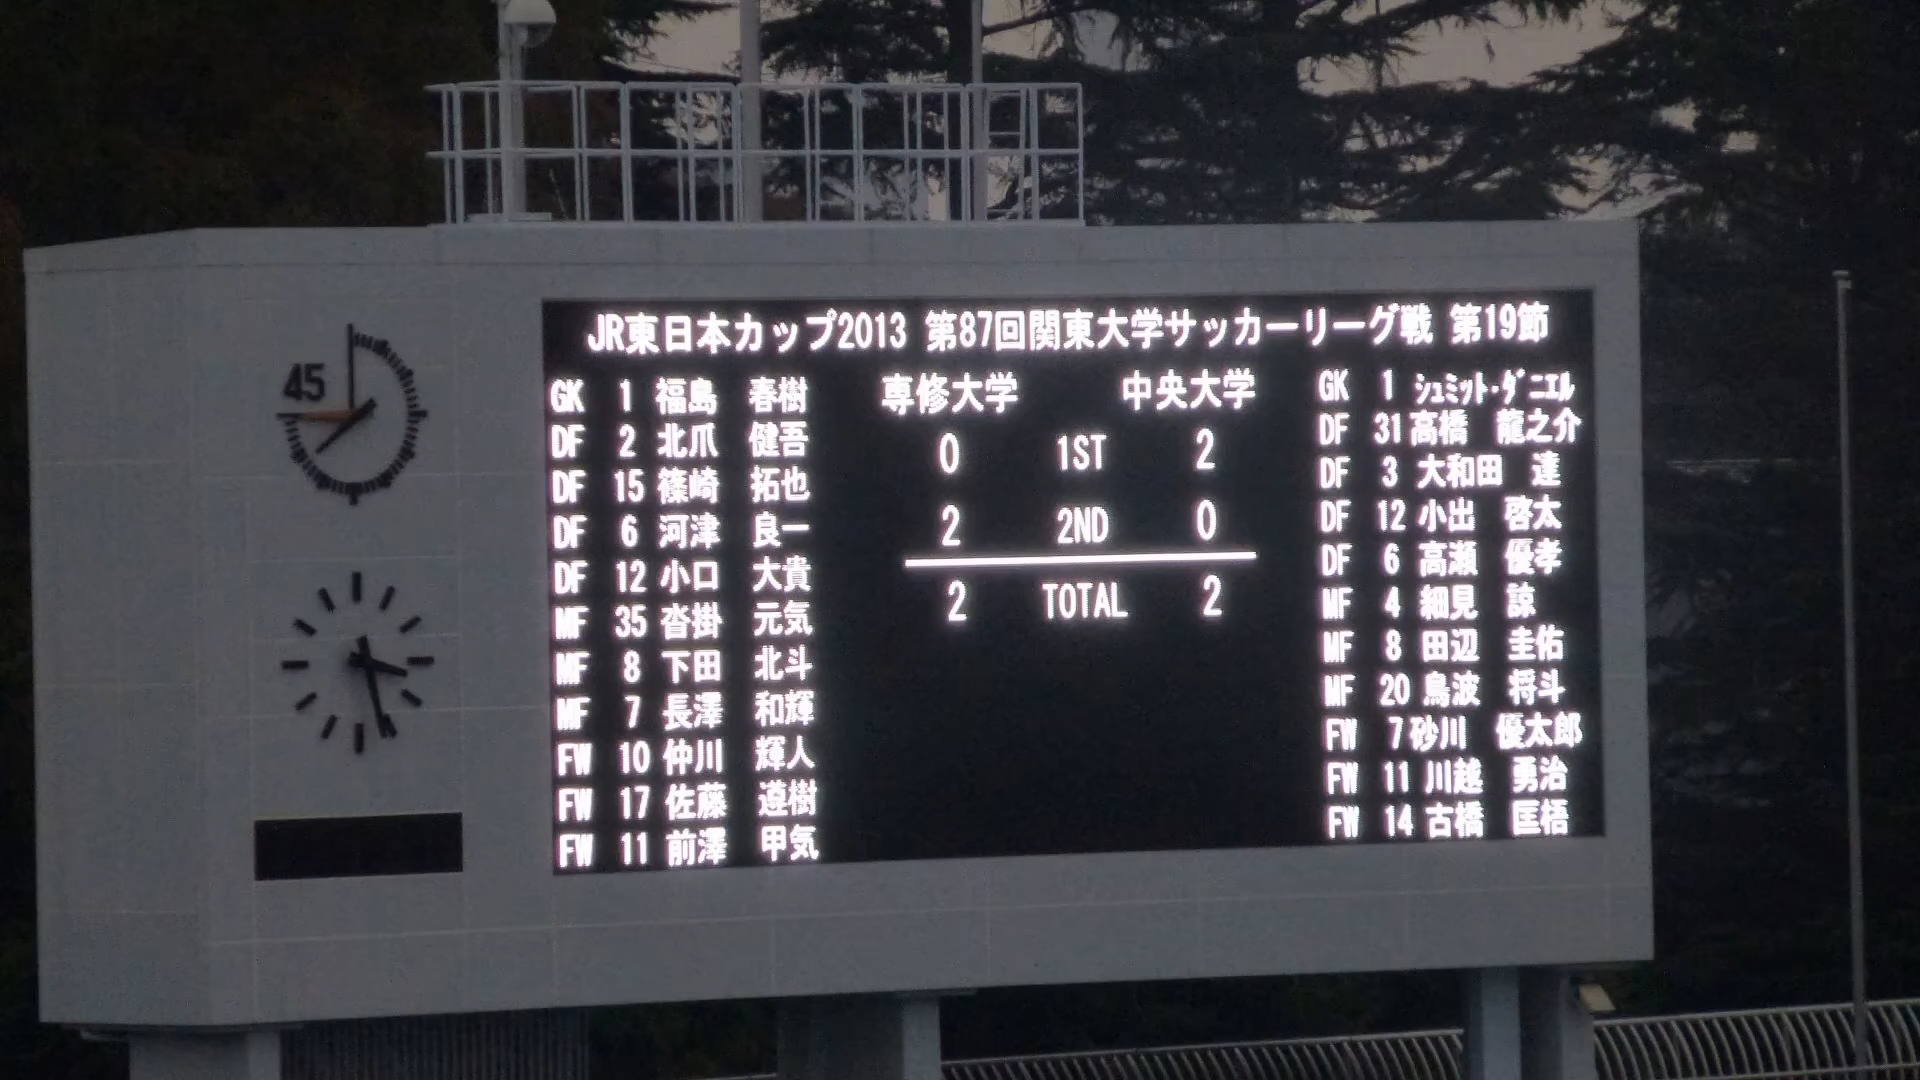 JR東日本カップ2013 第87回関東大学サッカーリーグ戦 第19節
45
専修大学 中央大学
0 1ST 2
2 2ND 0
2 TOTAL 2
GK 1 福島 春樹
DF 2 北爪 健吾
DF 15 篠崎 拓也
DF 6 河津 良一
DF 12 小口 大貴
MF 35 沓掛 元気
MF 8 下田 北斗
MF 7 長澤 和輝
FW 10 仲川 輝人
FW 17 佐藤 遵樹
FW 11 前澤 甲気
GK 1 シュミット・ダニエル
DF 31 高橋 龍之介
DF 3 大和田 達
DF 12 小出 啓太
DF 6 高瀬 優孝
MF 4 細見 諒
MF 8 田辺 圭佑
MF 20 鳥波 将斗
FW 7 砂川 優太郎
FW 11 川越 勇治
FW 14 古橋 匡梧